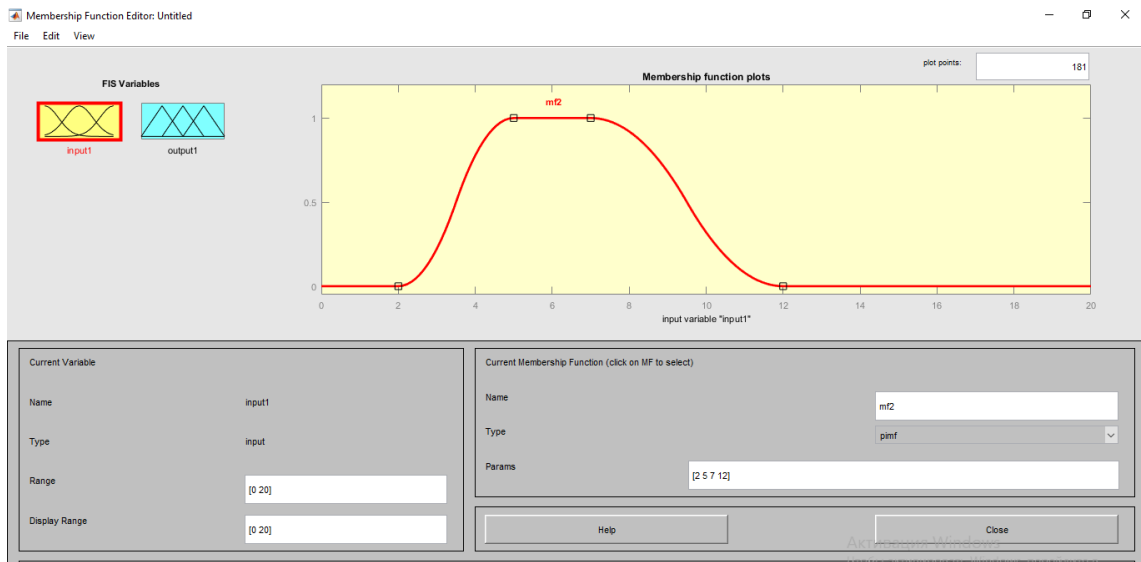 Membership Function Editor: Untitled
File Edit View
FIS Variables
input1
output1
plot points:
181
Membership function plots
mf2
1
0.5
0
0 2 4 6 8 10 12 14 16 18 20
input variable "input1"
Current Variable
Name
input1
Type
input
Range
[0 20]
Display Range
[0 20]
Current Membership Function (click on MF to select)
Name
mf2
Type
pimf
Params
[2 5 7 12]
Help
Close
Активация Windows